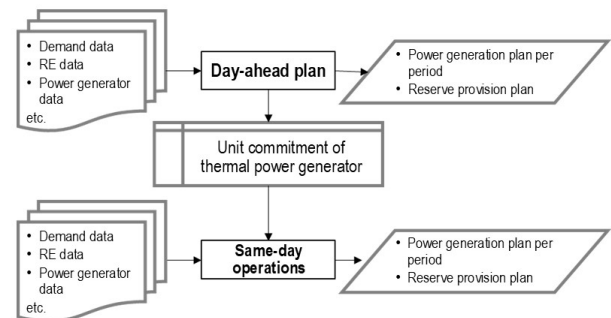 • Demand data
• RE data
• Power generator
data
etc.
Day-ahead plan
• Power generation plan per
period
• Reserve provision plan
Unit commitment of
thermal power generator
• Demand data
• RE data
• Power generator
data
etc.
Same-day
operations
• Power generation plan per
period
• Reserve provision plan